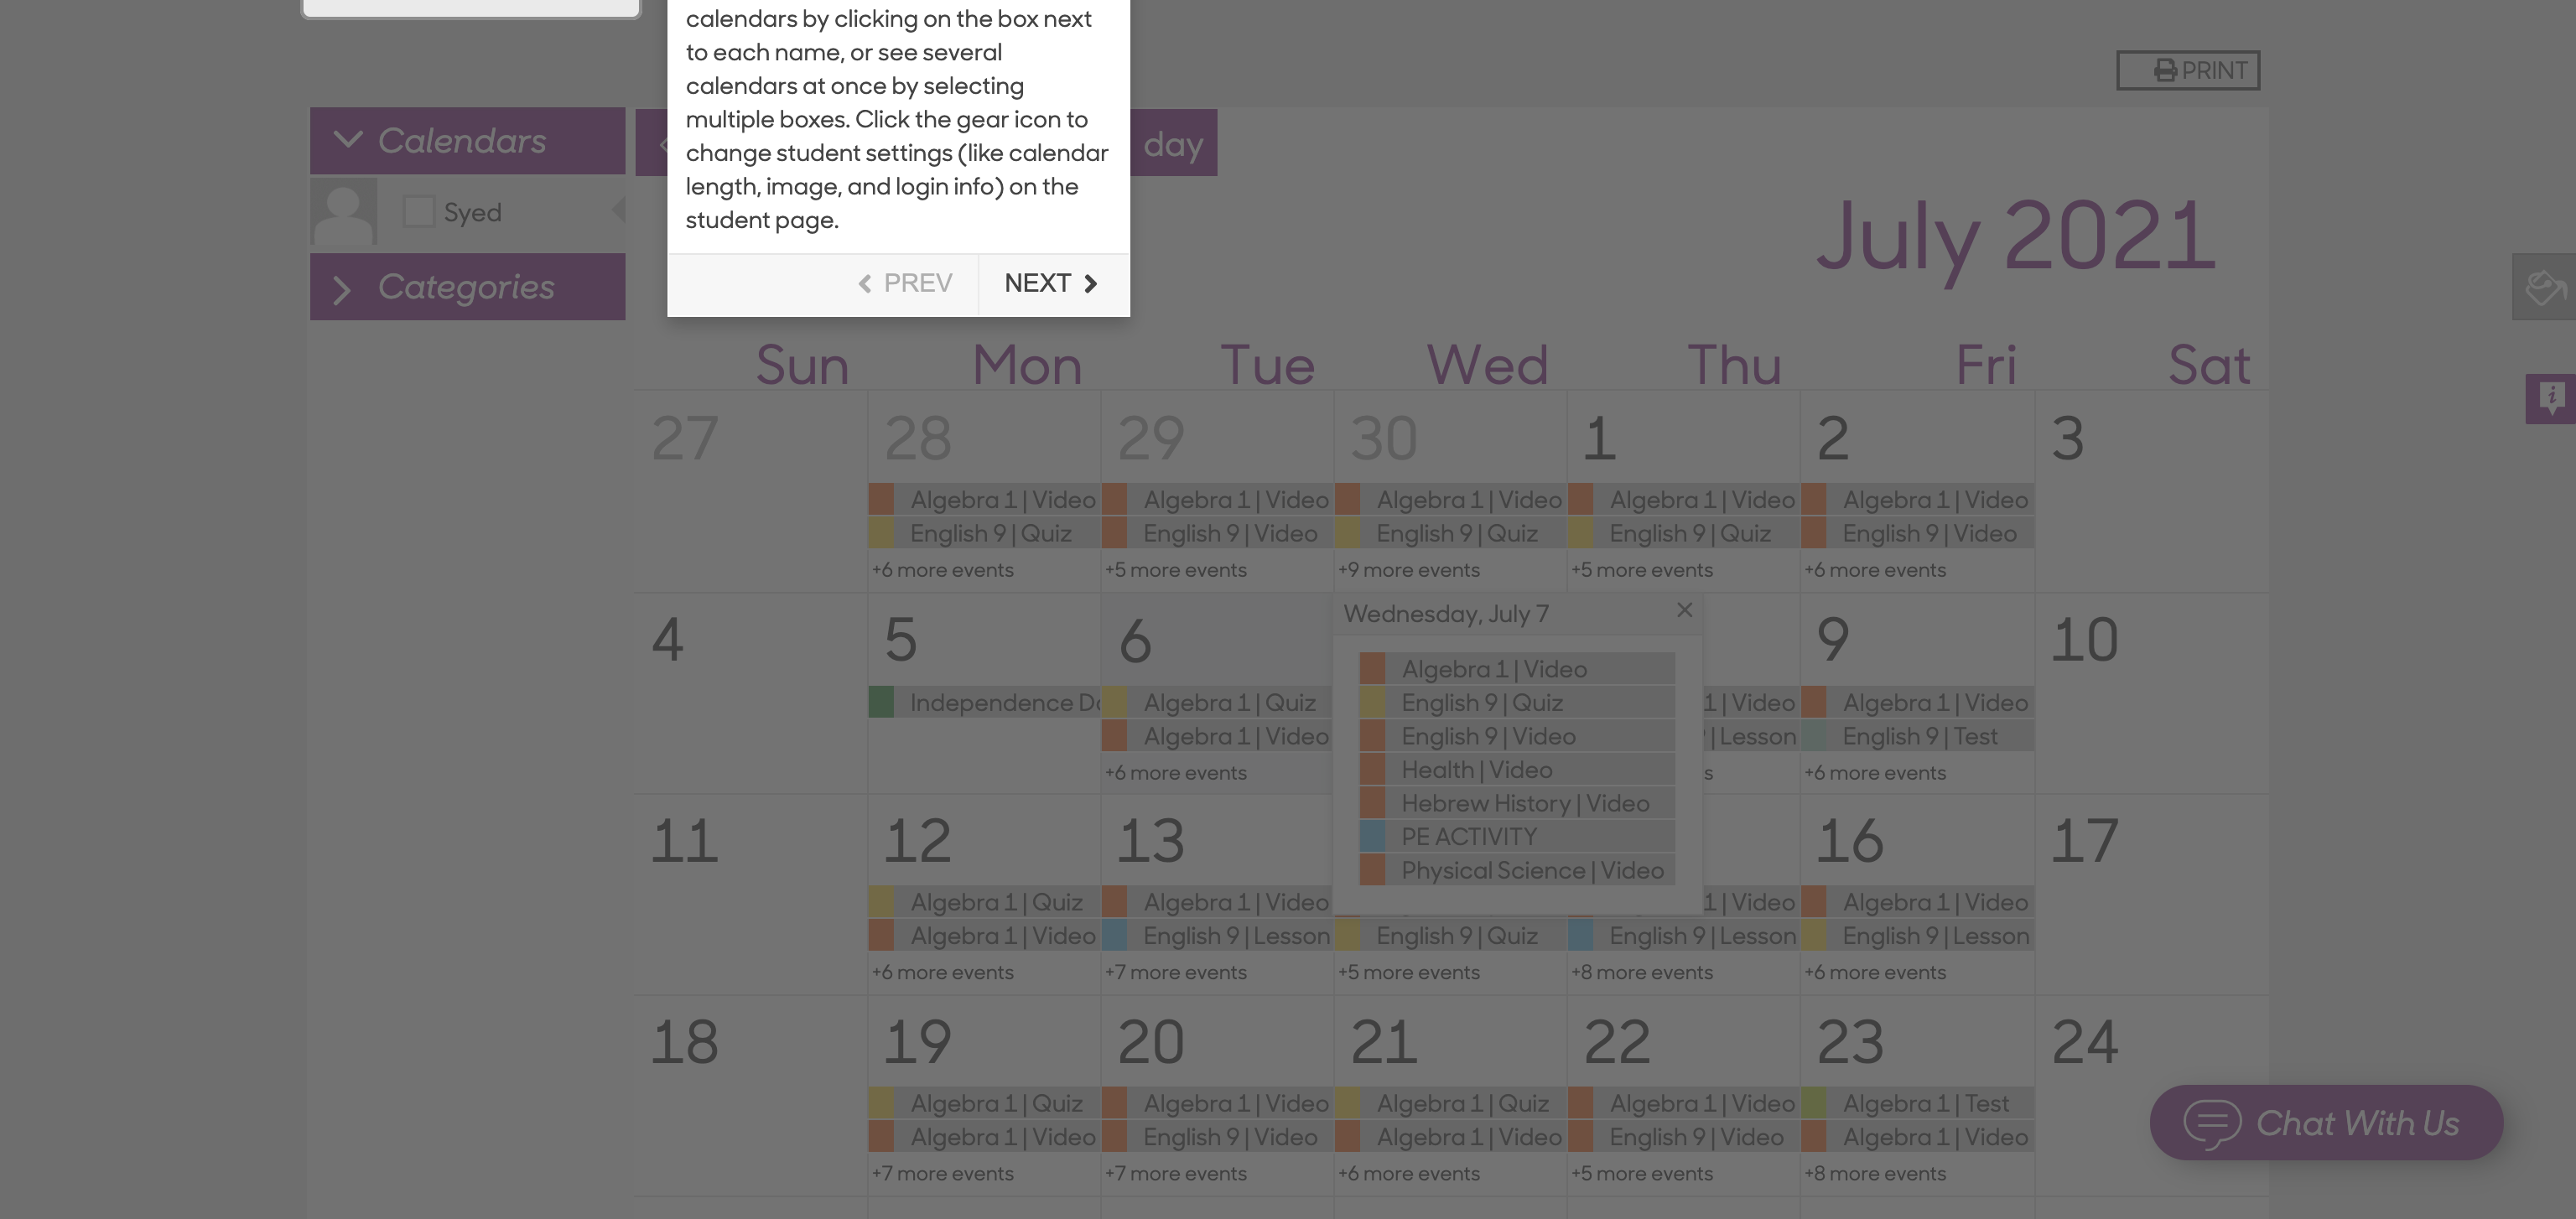 calendars by clicking on the box next
to each name, or see several
calendars at once by selecting
multiple boxes. Click the gear icon to
change student settings (like calendar
length, image, and login info) on the
student page.
PREV NEXT
PRINT
Calendars
Syed
Categories
day
July 2021
Sun Mon Tue Wed Thu Fri Sat
27 28 29 30 1 2 3
Algebra 1 | Video Algebra 1 | Video Algebra 1 | Video Algebra 1 | Video Algebra 1 | Video
English 9 | Quiz English 9 | Video English 9 | Quiz English 9 | Quiz English 9 | Video
+6 more events +5 more events +9 more events +5 more events +6 more events
4 5 6 9 10
Independence Algebra 1 | Quiz 1 | Video Algebra 1 | Video
Algebra 1 | Video | Lesson English 9 | Test
+6 more events +6 more events
Wednesday, July 7
Algebra 1 | Video
English 9 | Quiz
English 9 | Video
Health | Video
Hebrew History | Video
PE ACTIVITY
Physical Science | Video
11 12 13 16 17
Algebra 1 | Quiz Algebra 1 | Video 1 | Video Algebra 1 | Video
Algebra 1 | Video English 9 | Lesson English 9 | Quiz English 9 | Lesson English 9 | Lesson
+6 more events +7 more events +5 more events +8 more events +6 more events
18 19 20 21 22 23 24
Algebra 1 | Quiz Algebra 1 | Video Algebra 1 | Quiz Algebra 1 | Video Algebra 1 | Test
Algebra 1 | Video English 9 | Video Algebra 1 | Video English 9 | Video Algebra 1 | Video
+7 more events +7 more events +6 more events +5 more events +8 more events
Chat With Us